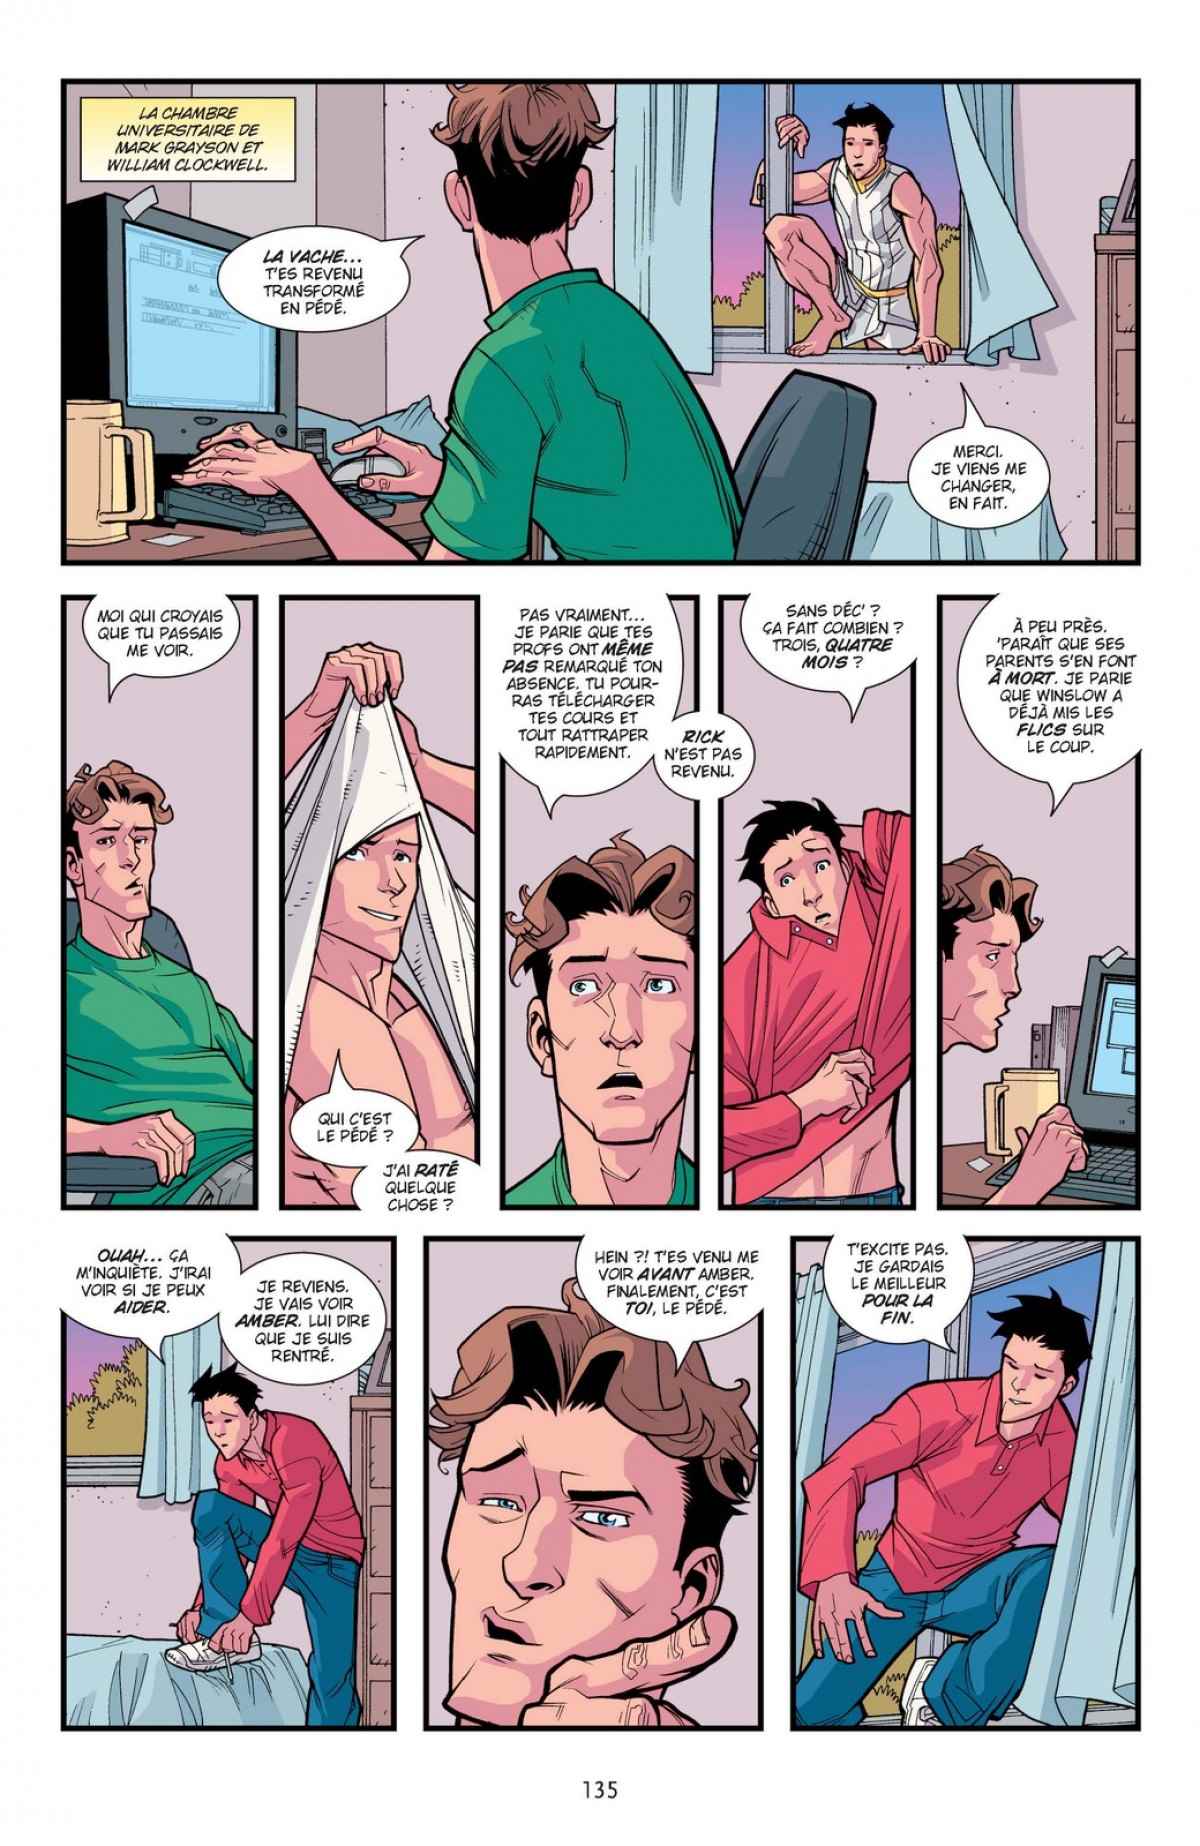 LA CHAMBRE
UNIVERSITAIRE DE
MARK GRAYSON ET
WILLIAM CLOCKWELL.
LA VACHE...
T'ES REVENU
TRANSFORMÉ
EN PÉDÉ.
MERCI.
JE VIENS ME
CHANGER,
EN FAIT.
MOI QUI CROYAIS
QUE TU PASSAIS
ME VOIR.
QUI C'EST
LE PÉDÉ ?
J'AI RATÉ
QUELQUE
CHOSE ?
PAS VRAIMENT...
JE PARIE QUE TES
PROFS ONT MÊME
PAS REMARQUÉ TON
ABSENCE. TU POUR-
RAS TÉLÉCHARGER
TES COURS ET
TOUT RATTRAPER
RAPIDEMENT.
RICK
N'EST PAS
REVENU.
SANS DÉC' ?
ÇA FAIT COMBIEN ?
TROIS, QUATRE
MOIS ?
À PEU PRÈS.
'PARAÎT QUE SES
PARENTS S'EN FONT
À MORT. JE PARIE
QUE WINSLOW A
DÉJÀ MIS LES
FLICS SUR
LE COUP.
OUAH... ÇA
M'INQUIÈTE. J'IRAI
VOIR SI JE PEUX
AIDER.
JE REVIENS.
JE VAIS VOIR
AMBER. LUI DIRE
QUE JE SUIS
RENTRÉ.
HEIN ?! T'ES VENU ME
VOIR AVANT AMBER.
FINALEMENT, C'EST
TOI, LE PÉDÉ.
T'EXCITE PAS.
JE GARDAIS
LE MEILLEUR
POUR LA
FIN.
135